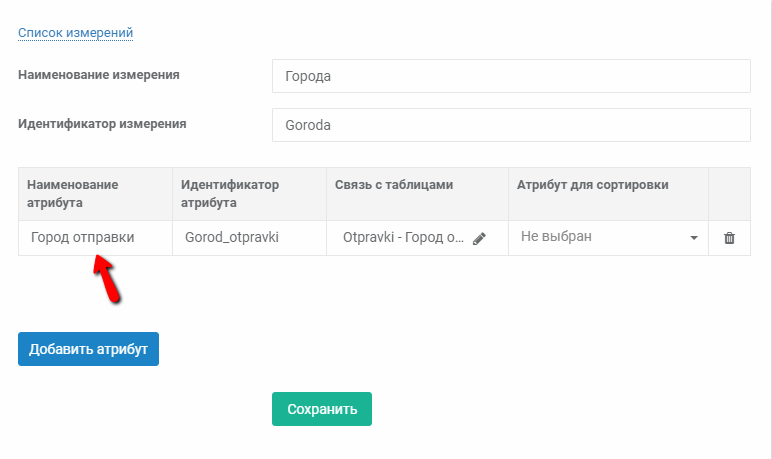 Список измерений
Наименование измерения
Города
Идентификатор измерения
Goroda
Наименование атрибута
Идентификатор атрибута
Связь с таблицами
Атрибут для сортировки
Город отправки
Gorod_otpravki
Otpravki - Город о...
Не выбран
Добавить атрибут
Сохранить